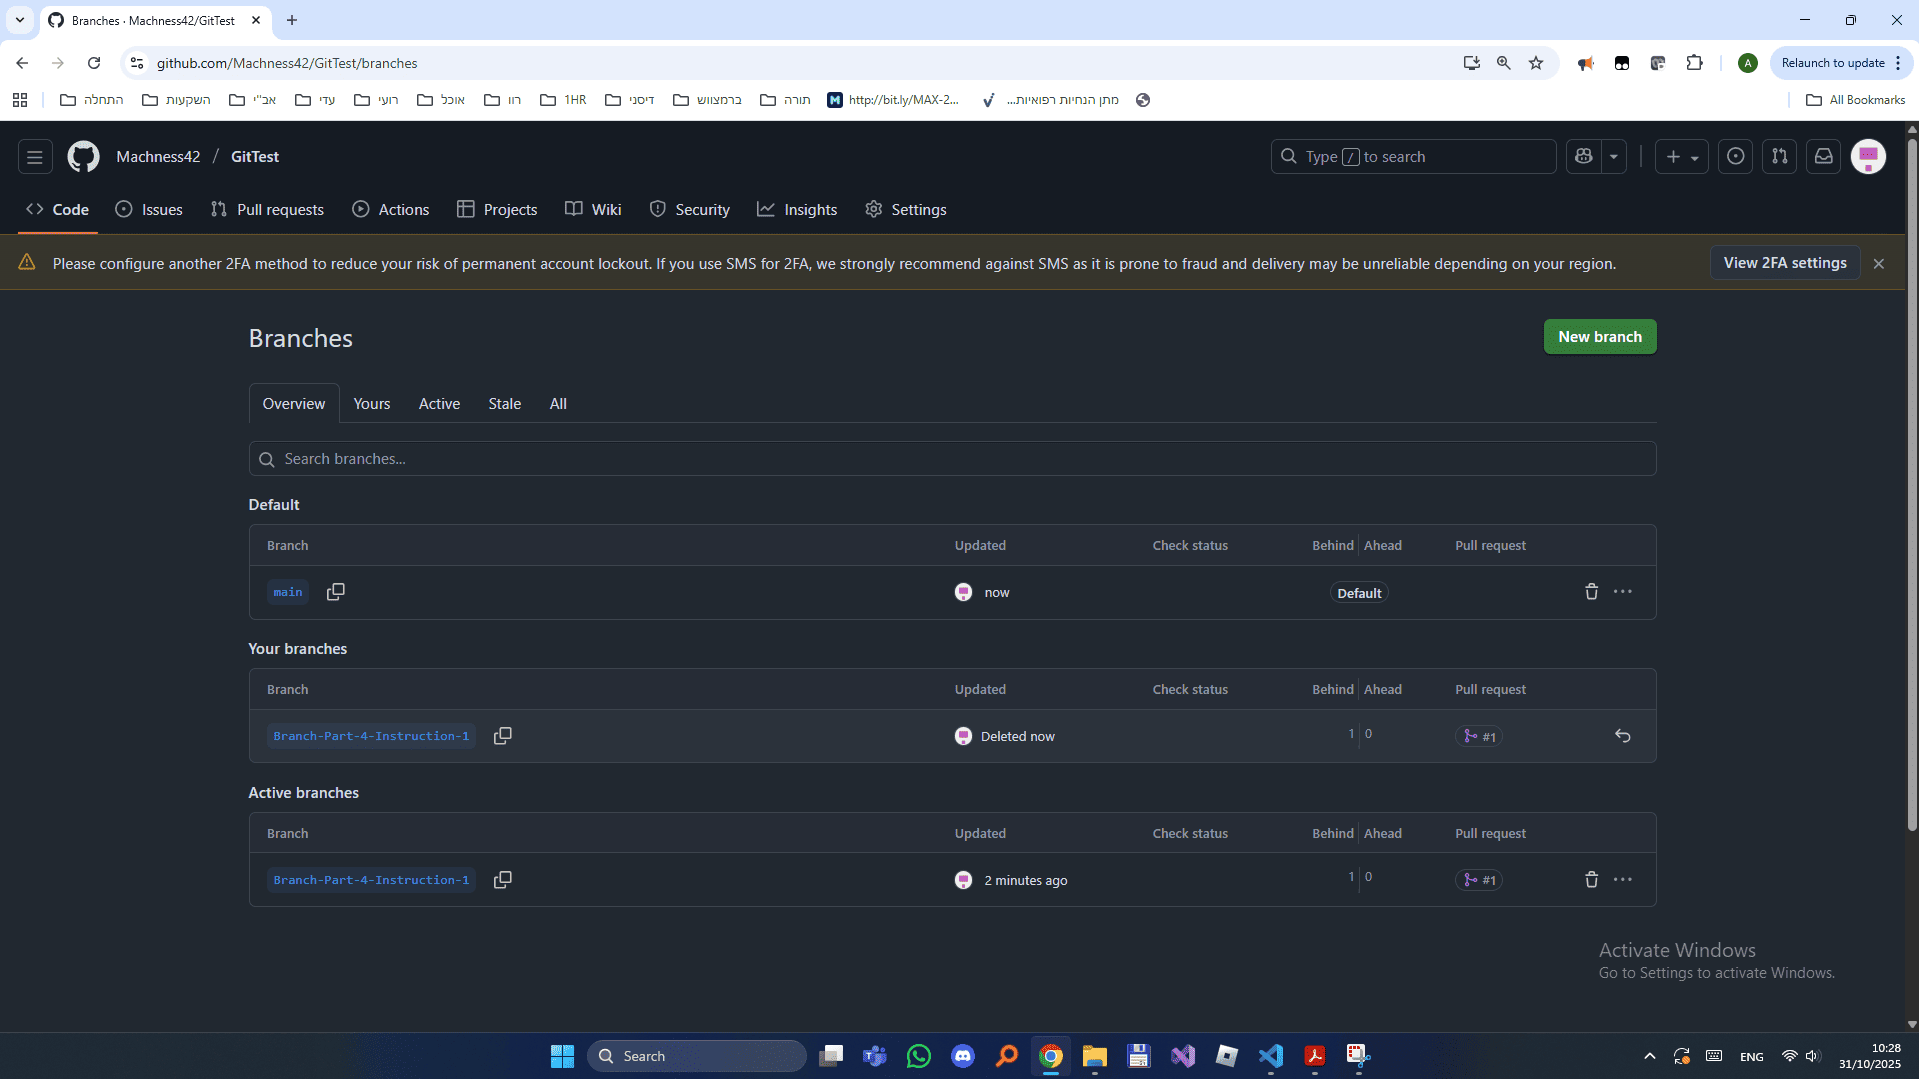 Branches · Machness42/GitTest
github.com/Machness42/GitTest/branches
Relaunch to update
A
התחלה
השקעות
אב"י
עדי
רועי
אוכל
רוו
1HR
דיסני
ברמצווש
תורה
M http://bit.ly/MAX-2...
מתן הנחיות רפואיות...
All Bookmarks
Machness42 / GitTest
Type / to search
Code Issues Pull requests Actions Projects Wiki Security Insights Settings
Please configure another 2FA method to reduce your risk of permanent account lockout. If you use SMS for 2FA, we strongly recommend against SMS as it is prone to fraud and delivery may be unreliable depending on your region.
View 2FA settings
Branches
New branch
Overview Yours Active Stale All
Search branches...
Default
Branch Updated Check status Behind Ahead Pull request
main now Default
Your branches
Branch Updated Check status Behind Ahead Pull request
Branch-Part-4-Instruction-1 Deleted now 1 0 #1
Active branches
Branch Updated Check status Behind Ahead Pull request
Branch-Part-4-Instruction-1 2 minutes ago 1 0 #1
Activate Windows
Go to Settings to activate Windows.
Search
ENG
10:28
31/10/2025